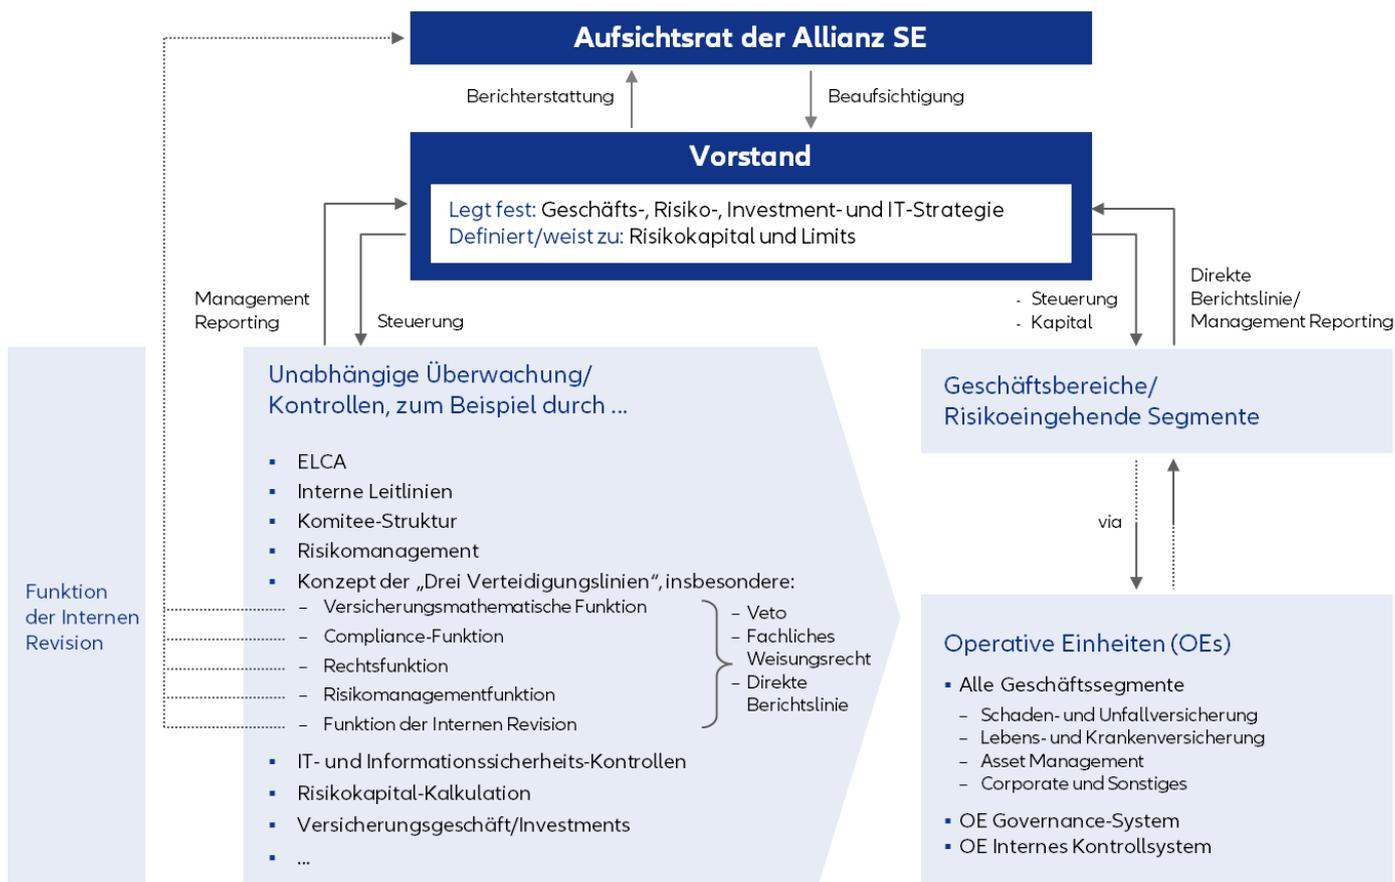 Aufsichtsrat der Allianz SE
Berichterstattung
Beaufsichtigung
Vorstand
Legt fest: Geschäfts-, Risiko-, Investment- und IT-Strategie
Definiert/weist zu: Risikokapital und Limits
Management
Reporting
Steuerung
- Steuerung
- Kapital
Direkte
Berichtslinie/
Management Reporting
Funktion
der Internen
Revision
Unabhängige Überwachung/
Kontrollen, zum Beispiel durch ...
▪ ELCA
▪ Interne Leitlinien
▪ Komitee-Struktur
▪ Risikomanagement
▪ Konzept der „Drei Verteidigungslinien“, insbesondere:
– Versicherungsmathematische Funktion
– Compliance-Funktion
– Rechtsfunktion
– Risikomanagementfunktion
– Funktion der Internen Revision
– Veto
– Fachliches
Weisungsrecht
– Direkte
Berichtslinie
▪ IT- und Informationssicherheits-Kontrollen
▪ Risikokapital-Kalkulation
▪ Versicherungsgeschäft/Investments
▪ ...
Geschäftsbereiche/
Risikoeingehende Segmente
via
Operative Einheiten (OEs)
▪ Alle Geschäftssegmente
– Schaden- und Unfallversicherung
– Lebens- und Krankenversicherung
– Asset Management
– Corporate und Sonstiges
▪ OE Governance-System
▪ OE Internes Kontrollsystem